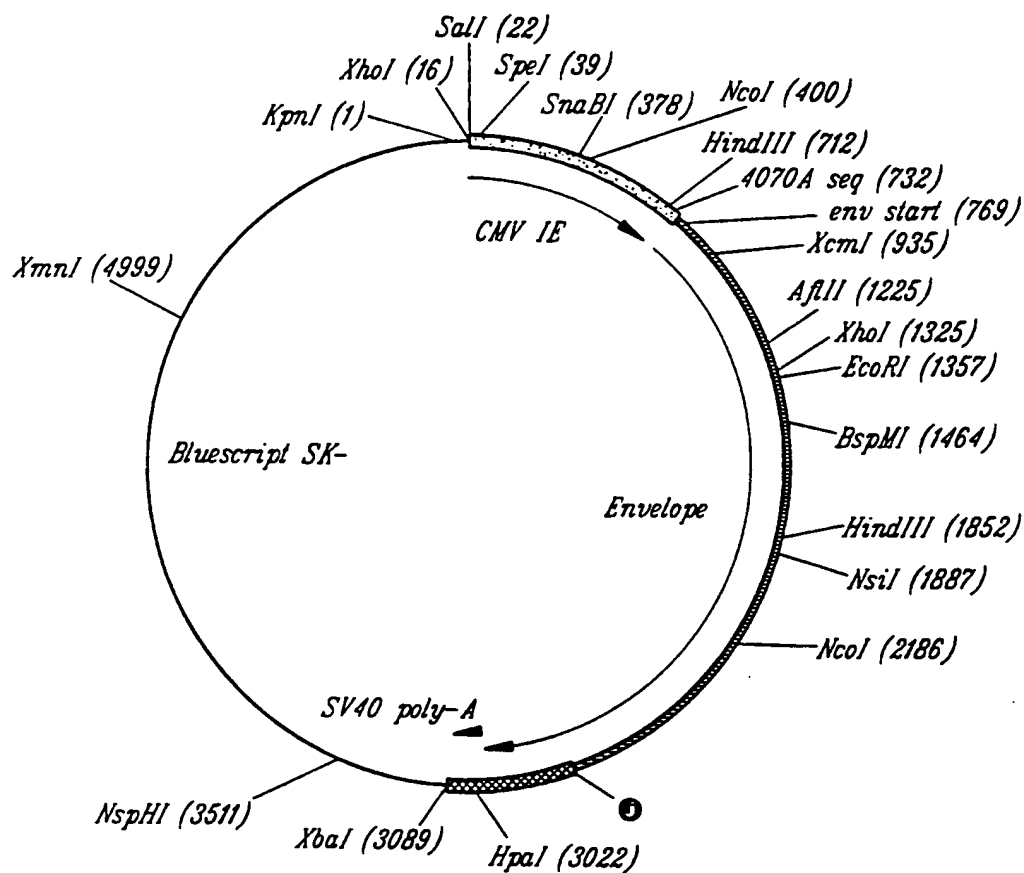 SalI (22)
XhoI (16)
SpeI (39)
KpnI (1)
SnaBI (378)
NcoI (400)
HindIII (712)
4070A seq (732)
env start (769)
CMV IE
XcmI (935)
XmnI (4999)
AflII (1225)
XhoI (1325)
EcoRI (1357)
BspMI (1464)
Bluescript SK-
Envelope
HindIII (1852)
NsiI (1887)
NcoI (2186)
SV40 poly-A
NspHI (3511)
XbaI (3089)
HpaI (3022)